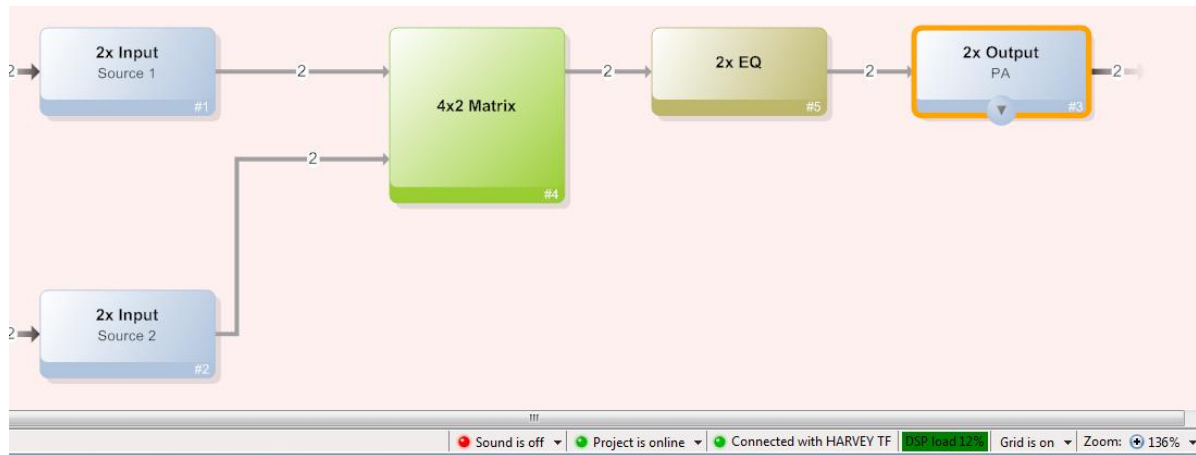 2x Input
Source 1
#1
2
2
4x2 Matrix
#4
2
2x EQ
#5
2
2x Output
PA
#3
2
2
2x Input
Source 2
#2
2
Sound is off
Project is online
Connected with HARVEY TF
DSP load 12%
Grid is on
Zoom: 136%